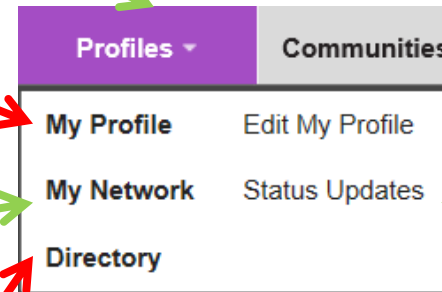 Profiles Communities
My Profile Edit My Profile
My Network Status Updates
Directory